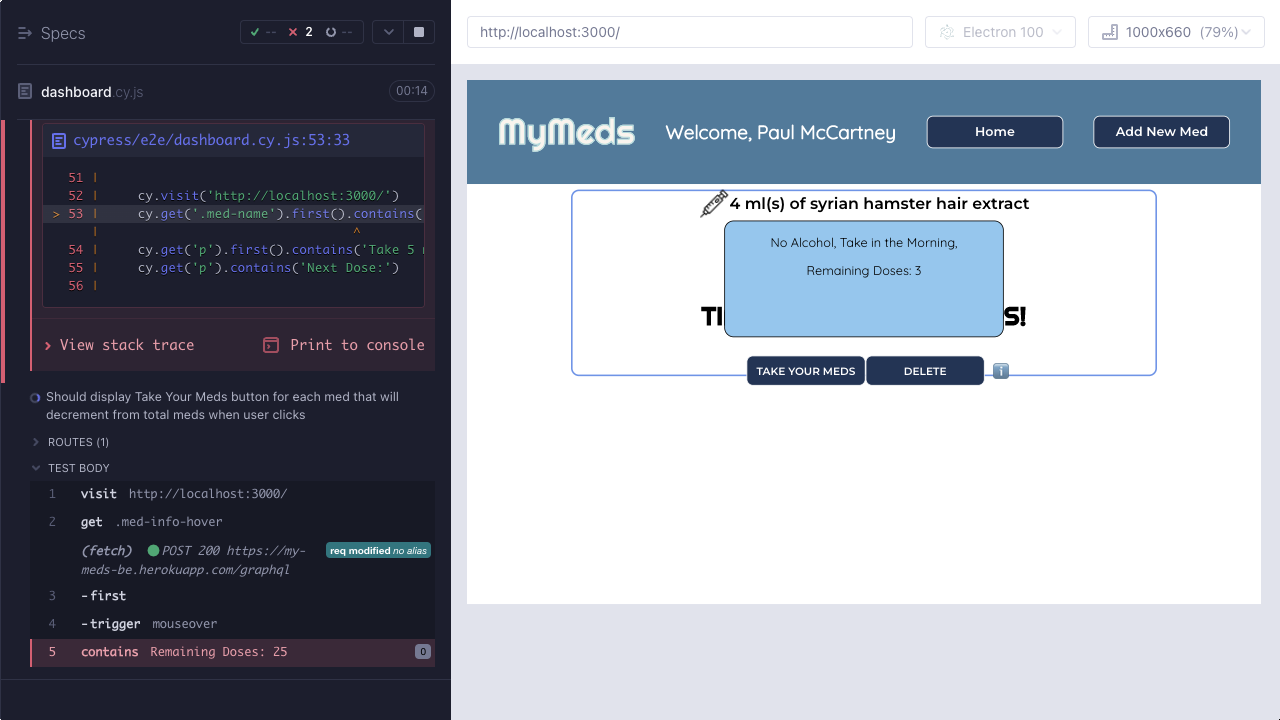 Specs
-- 2 --
dashboard.cy.js
00:14
cypress/e2e/dashboard.cy.js:53:33
51 |
52 | cy.visit('http://localhost:3000/')
> 53 | cy.get('.med-name').first().contains(
| ^
54 | cy.get('p').first().contains('Take 5
55 | cy.get('p').contains('Next Dose:')
56 |
View stack trace
Print to console
Should display Take Your Meds button for each med that will
decrement from total meds when user clicks
ROUTES (1)
TEST BODY
1 visit http://localhost:3000/
2 get .med-info-hover
(fetch) POST 200 https://my-
meds-be.herokuapp.com/graphql
req modified no alias
3 -first
4 -trigger mouseover
5 contains Remaining Doses: 25 0
http://localhost:3000/
Electron 100
1000x660 (79%)
MyMeds
Welcome, Paul McCartney
Home
Add New Med
4 ml(s) of syrian hamster hair extract
No Alcohol, Take in the Morning,
Remaining Doses: 3
TAKE YOUR MEDS
DELETE
i